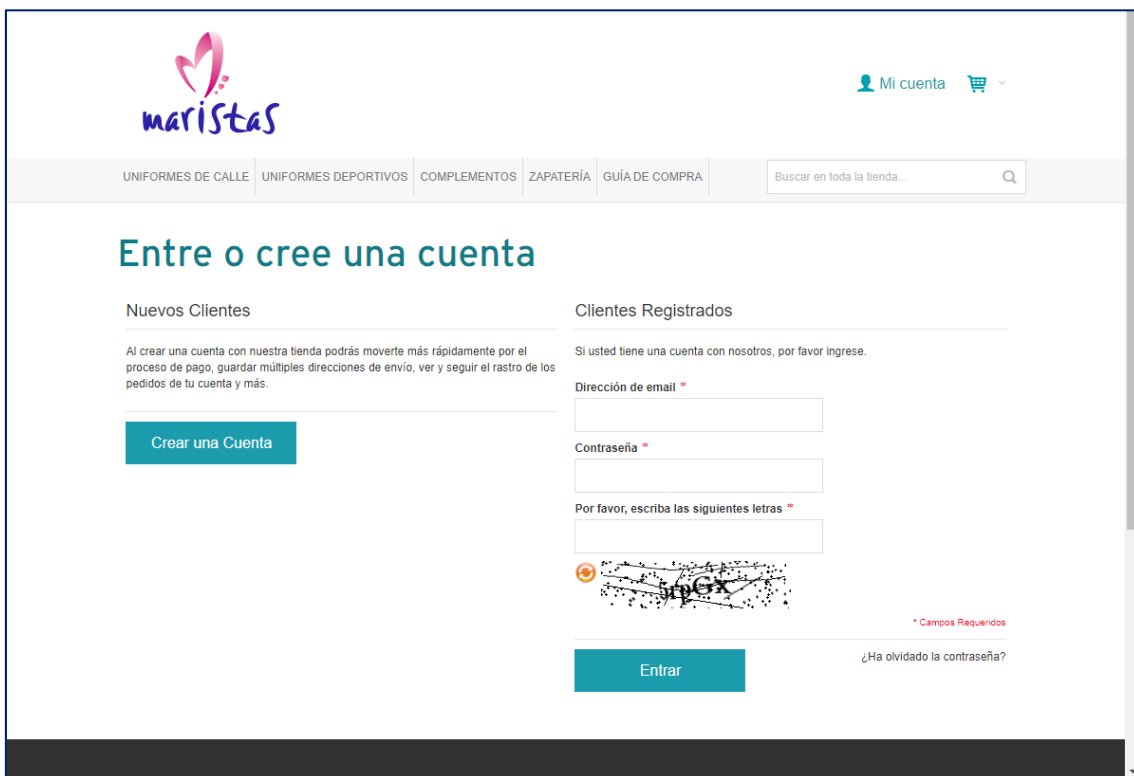 maristas
Mi cuenta
UNIFORMES DE CALLE
UNIFORMES DEPORTIVOS
COMPLEMENTOS
ZAPATERÍA
GUÍA DE COMPRA
Buscar en toda la tienda...
Entre o cree una cuenta
Nuevos Clientes
Al crear una cuenta con nuestra tienda podrás moverte más rápidamente por el
proceso de pago, guardar múltiples direcciones de envío, ver y seguir el rastro de los
pedidos de tu cuenta y más.
Crear una Cuenta
Clientes Registrados
Si usted tiene una cuenta con nosotros, por favor ingrese.
Dirección de email *
Contraseña *
Por favor, escriba las siguientes letras *
* Campos Requeridos
Entrar
¿Ha olvidado la contraseña?